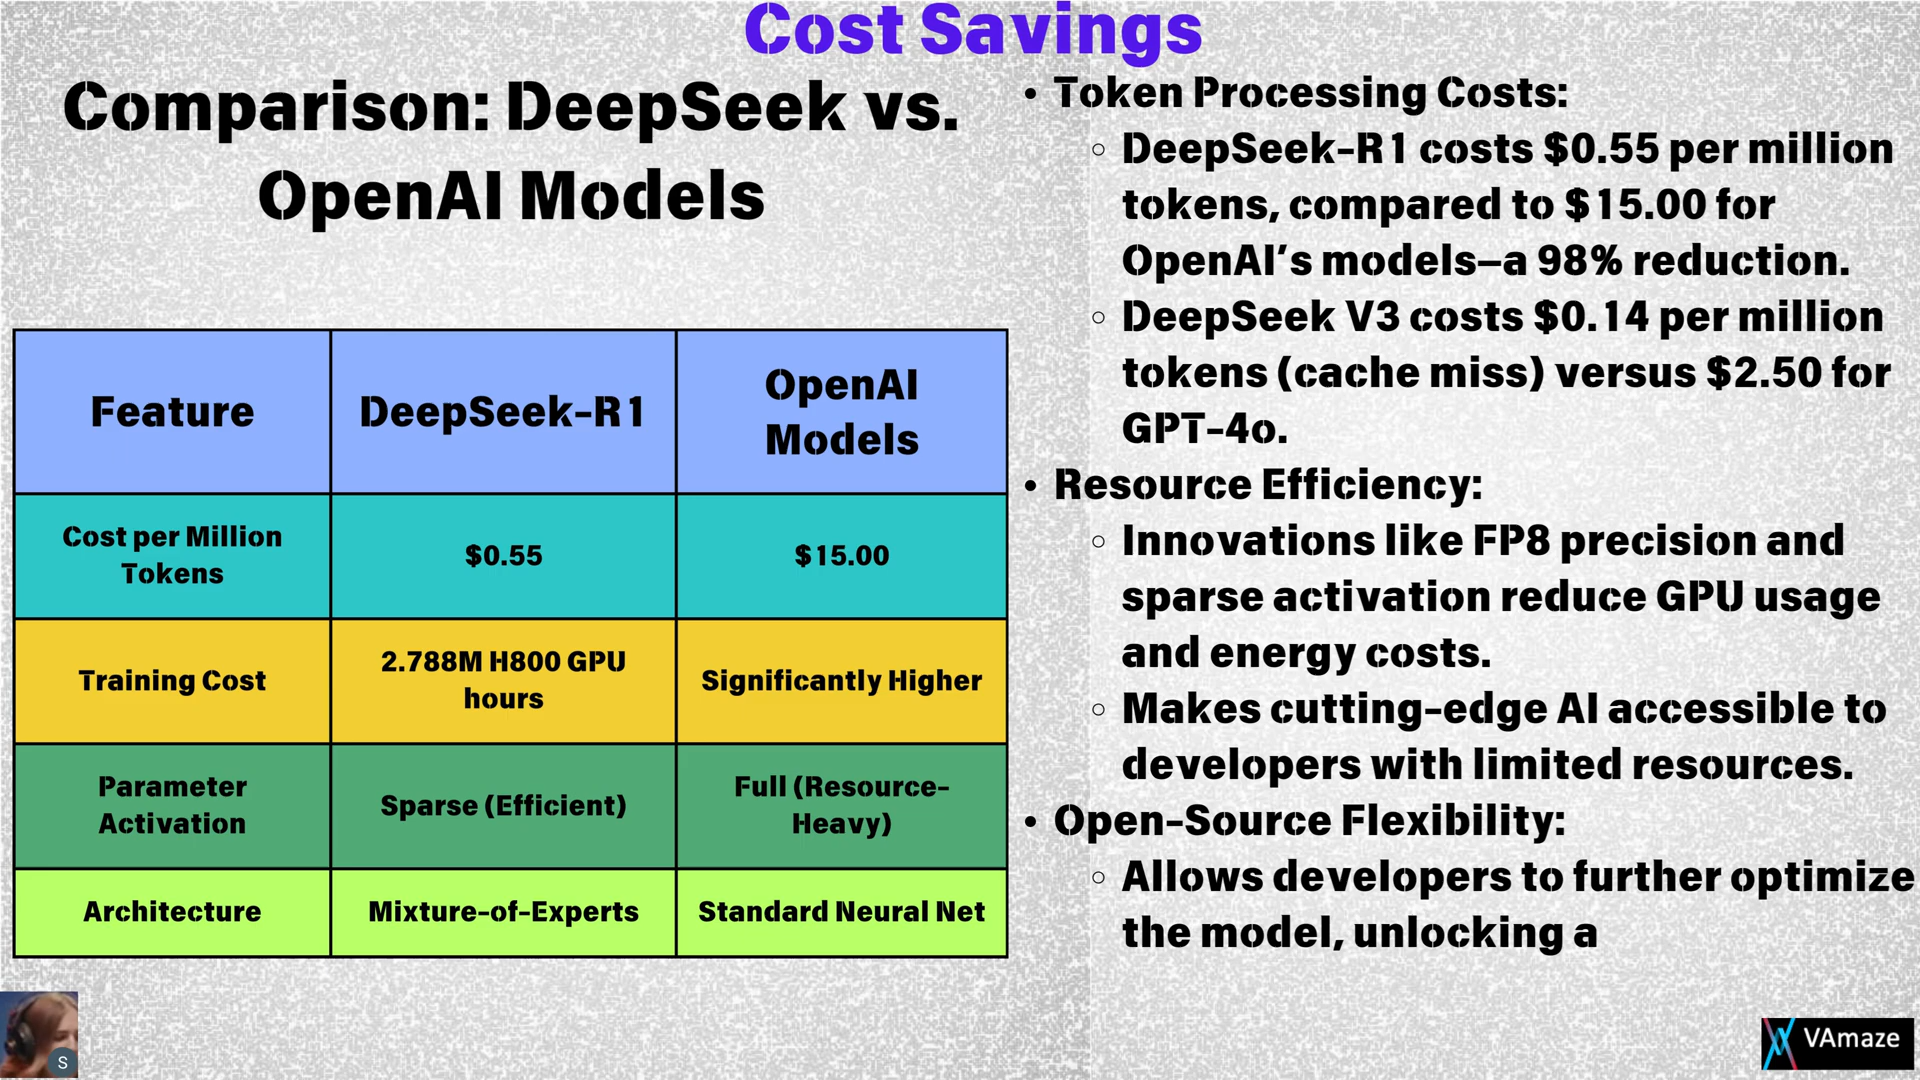 Cost Savings
Comparison: DeepSeek vs.
OpenAI Models
Feature
DeepSeek-R1
OpenAI
Models
Cost per Million
Tokens
$0.55
$15.00
Training Cost
2.788M H800 GPU
hours
Significantly Higher
Parameter
Activation
Sparse (Efficient)
Full (Resource-
Heavy)
Architecture
Mixture-of-Experts
Standard Neural Net
• Token Processing Costs:
○ DeepSeek-R1 costs $0.55 per million
tokens, compared to $15.00 for
OpenAI's models—a 98% reduction.
○ DeepSeek V3 costs $0.14 per million
tokens (cache miss) versus $2.50 for
GPT-4o.
• Resource Efficiency:
○ Innovations like FP8 precision and
sparse activation reduce GPU usage
and energy costs.
○ Makes cutting-edge AI accessible to
developers with limited resources.
• Open-Source Flexibility:
○ Allows developers to further optimize
the model, unlocking a
S
VAmaze